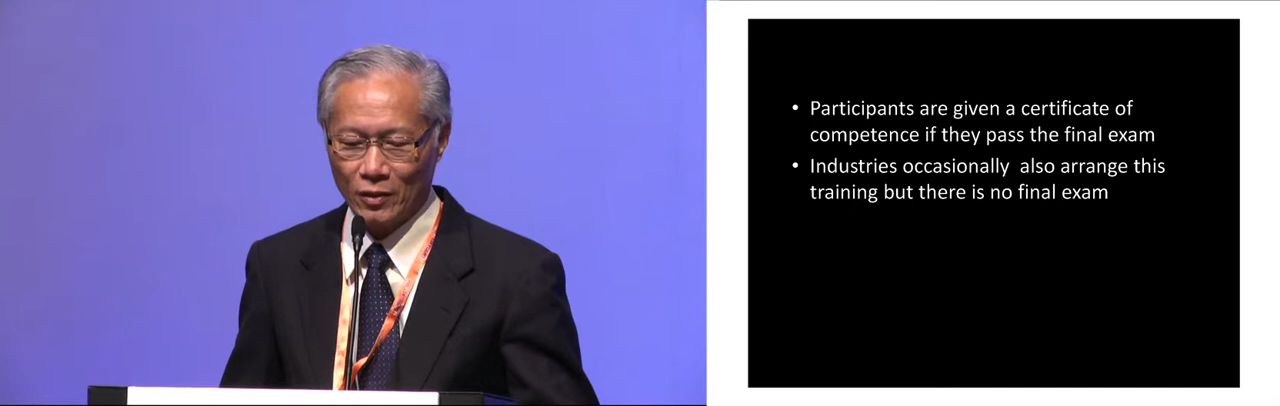 • Participants are given a certificate of
competence if they pass the final exam
• Industries occasionally  also arrange this
training but there is no final exam